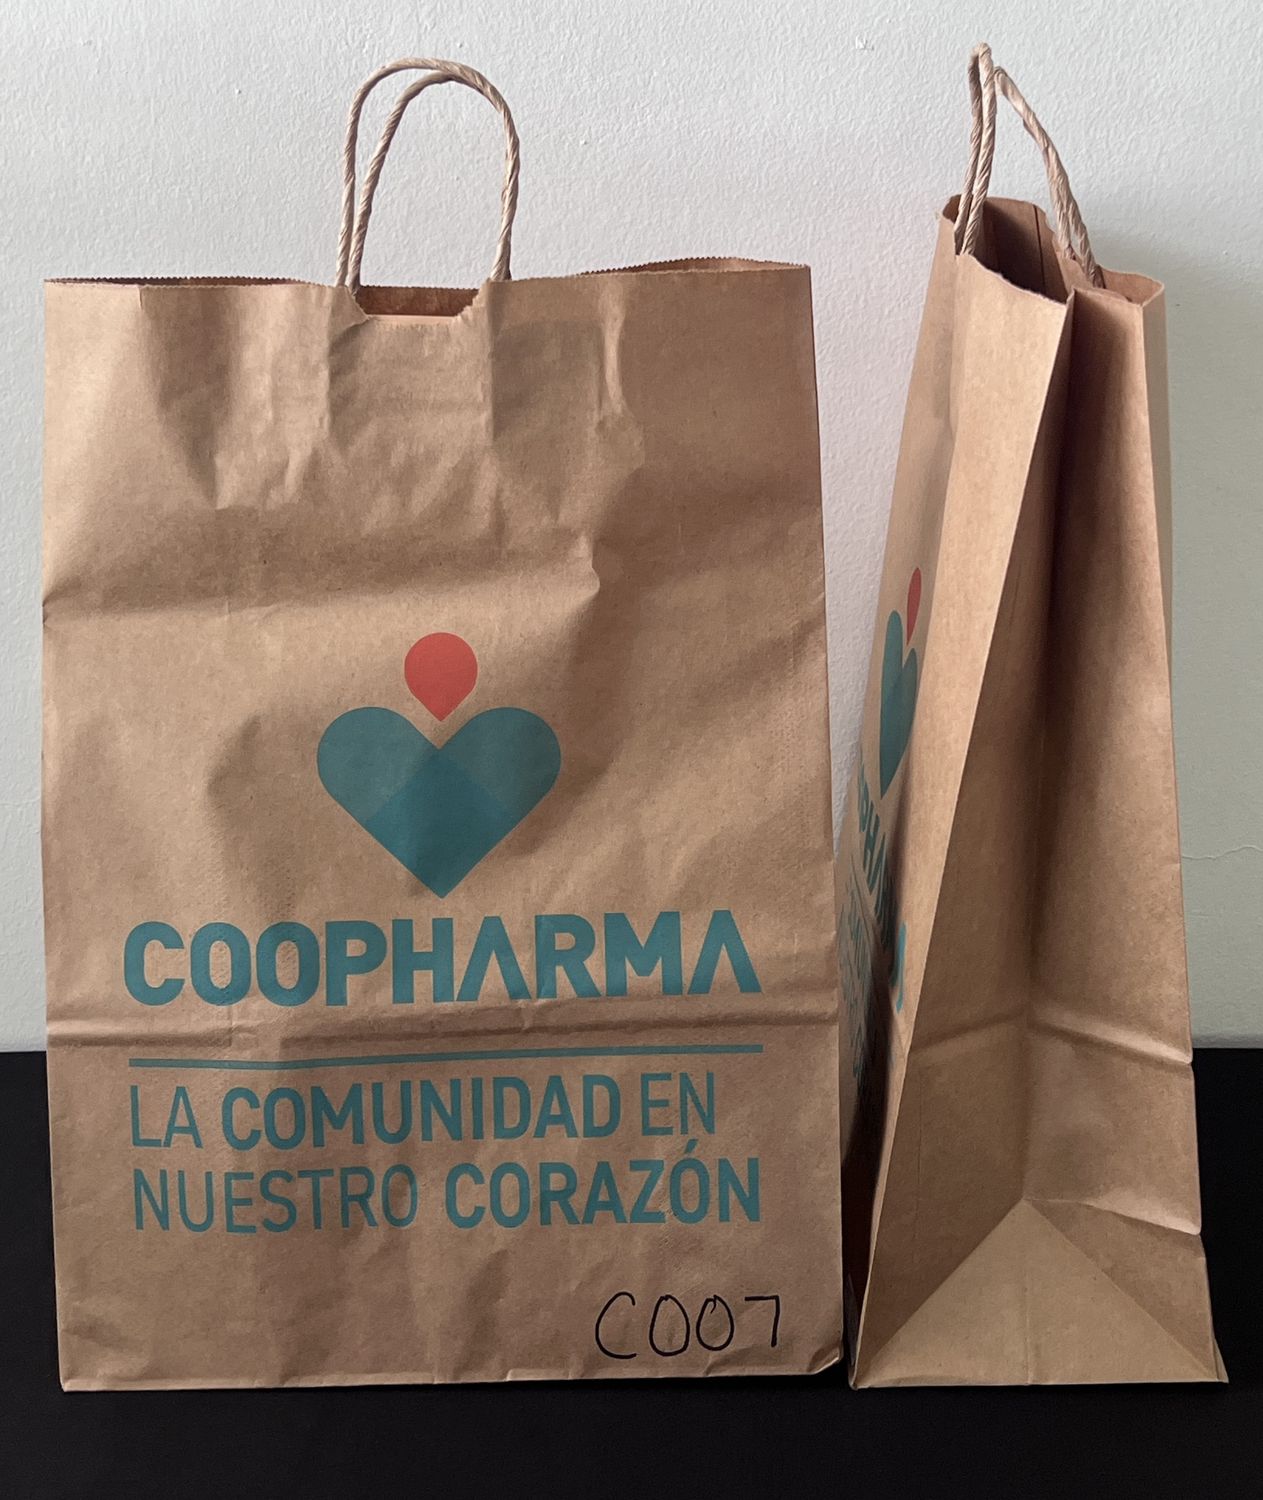 COOPHARMA
LA COMUNIDAD EN
NUESTRO CORAZÓN
C007